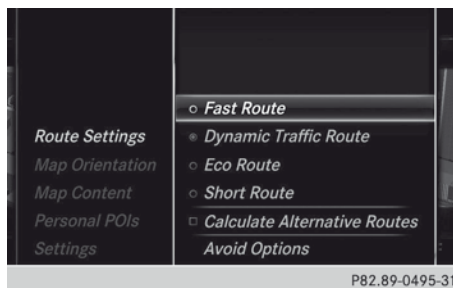 Fast Route
Route Settings
Dynamic Traffic Route
Map Orientation
Eco Route
Map Content
Short Route
Personal POIs
Calculate Alternative Routes
Settings
Avoid Options
P82.89-0495-31